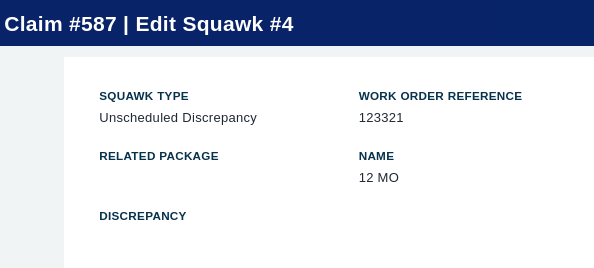 Claim #587 | Edit Squawk #4
SQUAWK TYPE
Unscheduled Discrepancy
WORK ORDER REFERENCE
123321
RELATED PACKAGE
NAME
12 MO
DISCREPANCY